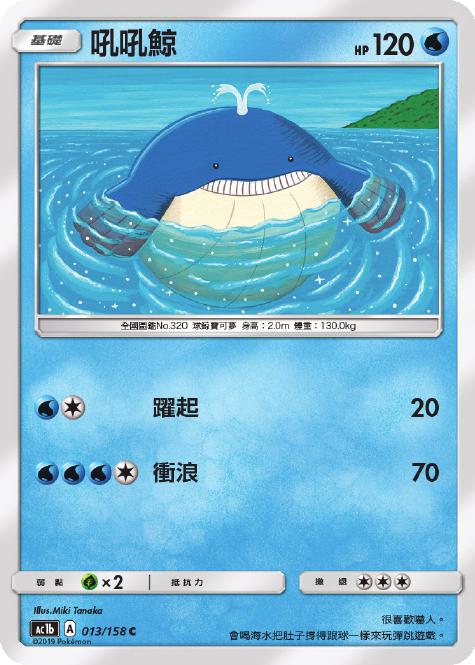 基礎 吼吼鯨 HP 120
全國圖鑑No.320 球鯨寶可夢 身高：2.0m 體重：130.0kg
躍起 20
衝浪 70
弱點 ×2 抵抗力 撤退
Illus.Miki Tanaka
AC1b A 013/158 C
©2019 Pokémon
很喜歡嚇人。
會喝海水把肚子撐得跟球一樣來玩彈跳遊戲。